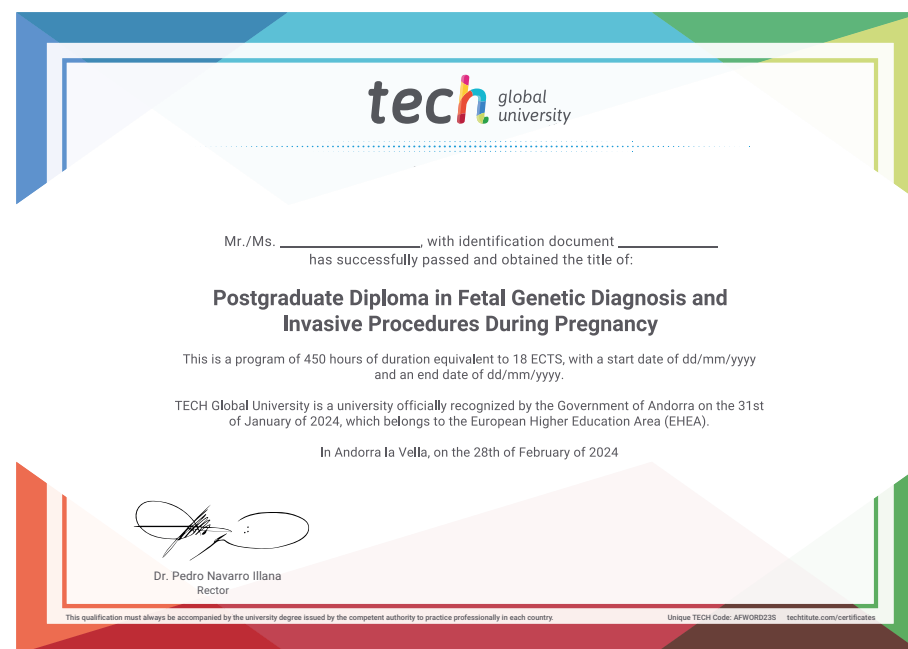 tech global university
Mr./Ms. ____________________, with identification document ______________
has successfully passed and obtained the title of:
Postgraduate Diploma in Fetal Genetic Diagnosis and
Invasive Procedures During Pregnancy
This is a program of 450 hours of duration equivalent to 18 ECTS, with a start date of dd/mm/yyyy
and an end date of dd/mm/yyyy.
TECH Global University is a university officially recognized by the Government of Andorra on the 31st
of January of 2024, which belongs to the European Higher Education Area (EHEA).
In Andorra la Vella, on the 28th of February of 2024
Dr. Pedro Navarro Illana
Rector
This qualification must always be accompanied by the university degree issued by the competent authority to practice professionally in each country.
Unique TECH Code: AFWORD23S techtitute.com/certificates